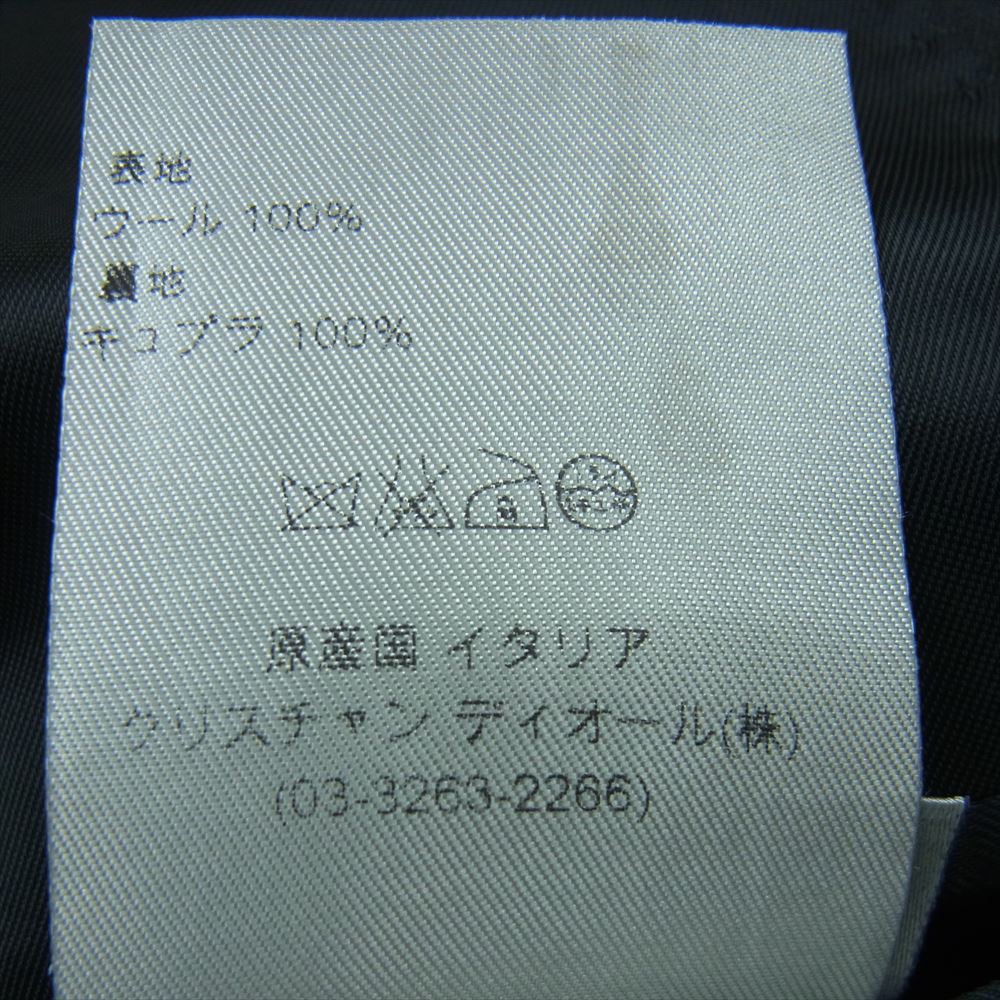 表地
ウール 100%
裏地
キュプラ 100%
原産国 イタリア
クリスチャン ディオール(株)
(03-3263-2266)